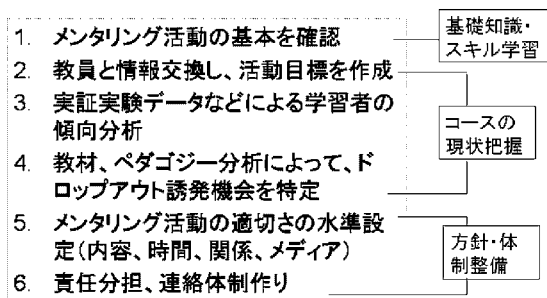 1. メンタリング活動の基本を確認
2. 教員と情報交換し、活動目標を作成
3. 実証実験データなどによる学習者の
傾向分析
4. 教材、ペダゴジー分析によって、ド
ロップアウト誘発機会を特定
5. メンタリング活動の適切さの水準設
定(内容、時間、関係、メディア)
6. 責任分担、連絡体制作り
基礎知識・
スキル学習
コースの
現状把握
方針・体
制整備